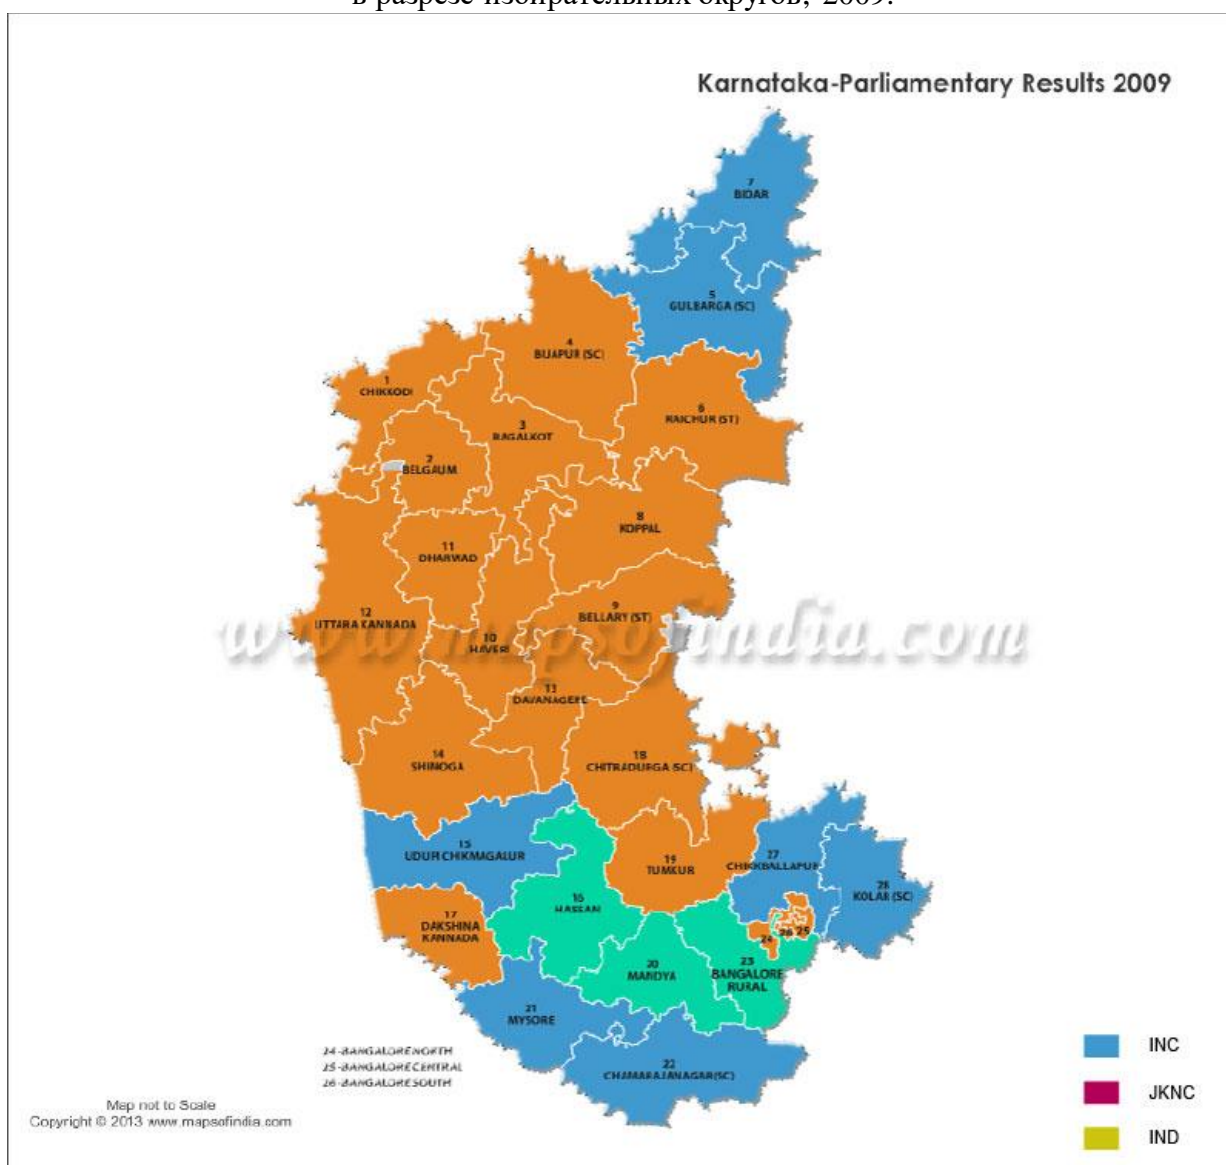 в разрезе избирательных округов, 2009.
Karnataka-Parliamentary Results 2009
7
BIDAR
5
GULBARGA (SC)
4
BIJAPUR (SC)
1
CHIKKODI
6
RAICHUR (ST)
3
BAGALKOT
2
BELGAUM
8
KOPPAL
11
DHARWAD
12
UTTARA KANNADA
9
BELLARY (ST)
10
HAVERI
www.mapsofindia.com
13
DAVANAGERE
14
SHIMOGA
18
CHITRADURGA (SC)
15
UDUPI CHIKMAGALUR
19
TUMKUR
27
CHIKKBALLAPUR
28
KOLAR (SC)
16
HASSAN
17
DAKSHINA
KANNADA
24
26
25
20
MANDYA
23
BANGALORE
RURAL
21
MYSORE
22
CHAMARAJANAGAR(SC)
24-BANGALORE NORTH
25-BANGALORE CENTRAL
26-BANGALORE SOUTH
Map not to Scale
Copyright © 2013 www.mapsofindia.com
INC
JKNC
IND